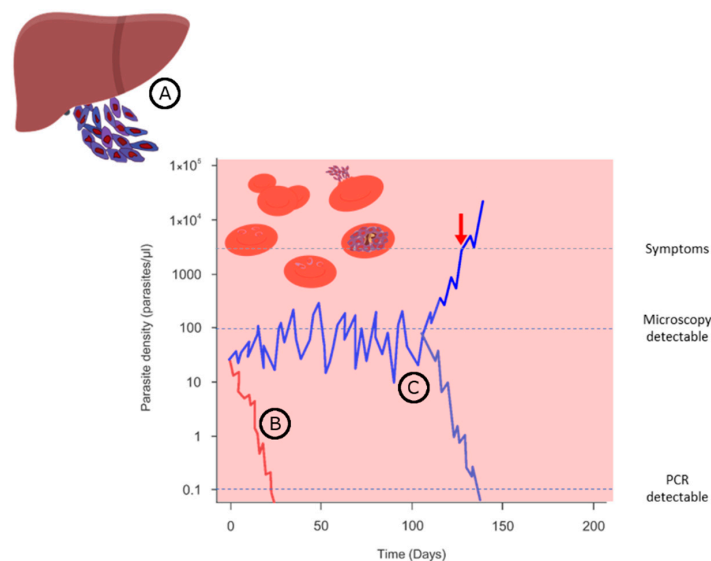 A
1×10⁵
1×10⁴
1000
100
10
1
0.1
Parasite density (parasites/µl)
B
C
Symptoms
Microscopy
detectable
PCR
detectable
0
50
100
150
200
Time (Days)